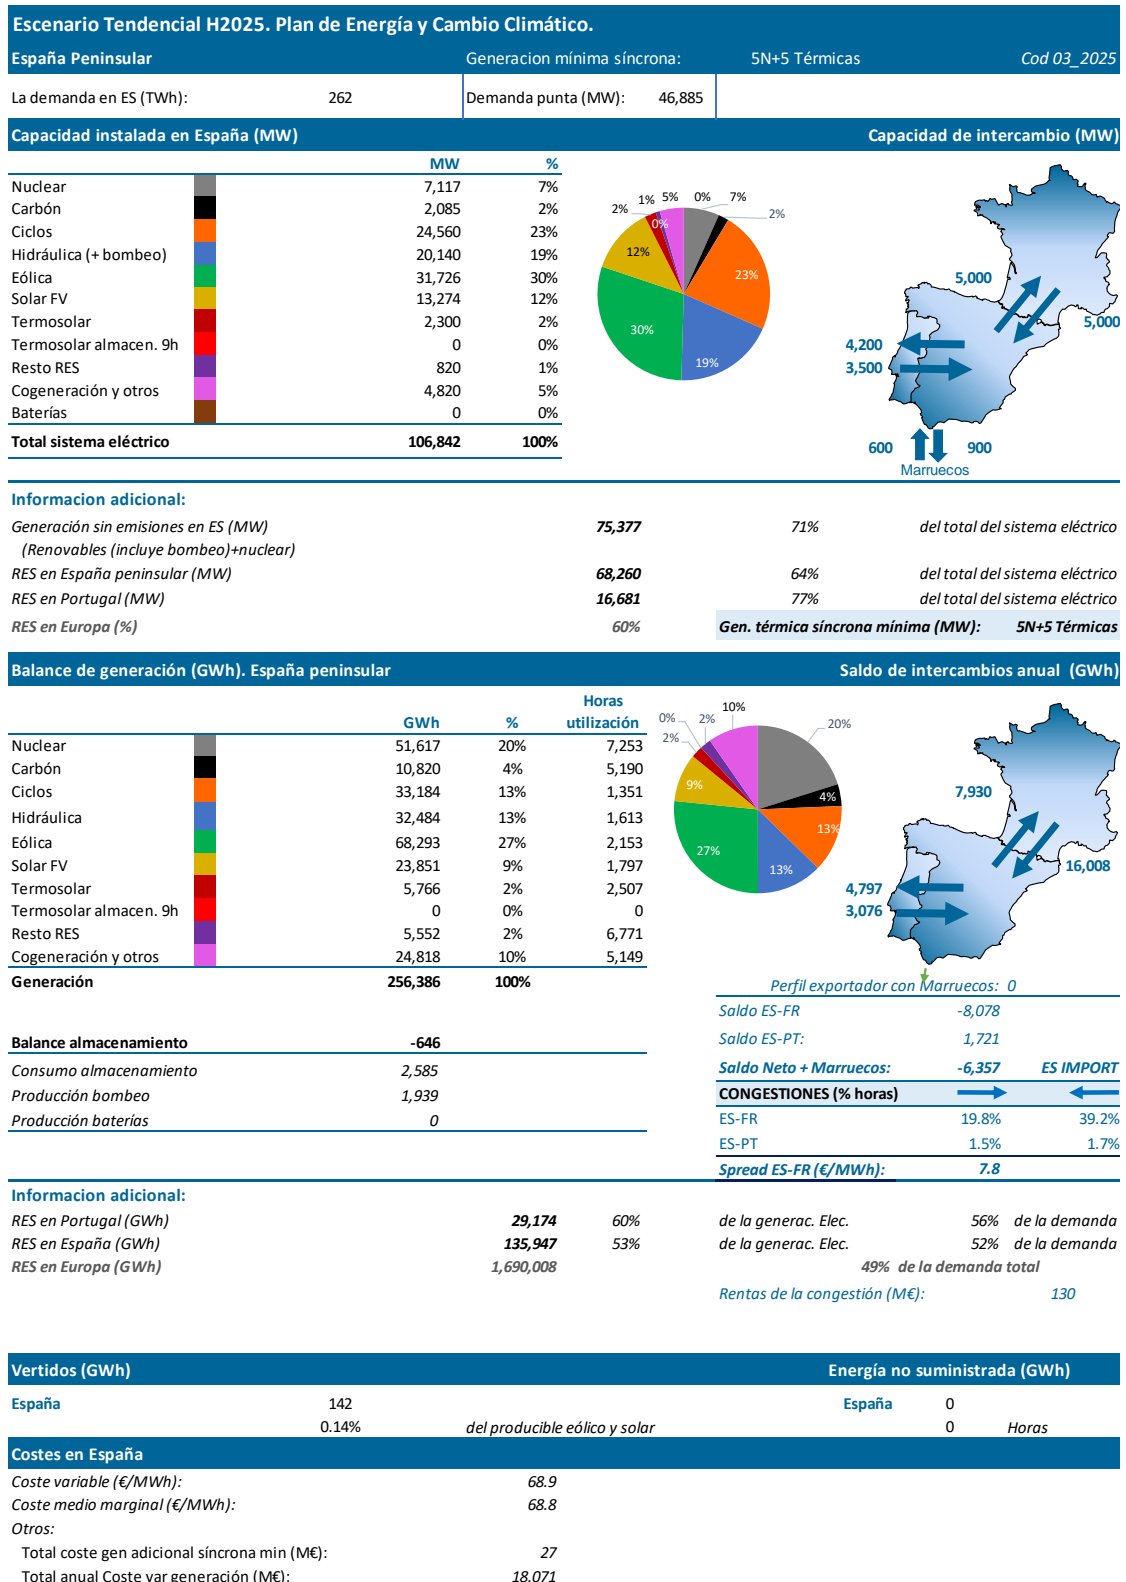 Escenario Tendencial H2025. Plan de Energía y Cambio Climático.
España Peninsular Generacion mínima síncrona: 5N+5 Térmicas Cod 03_2025
La demanda en ES (TWh): 262 Demanda punta (MW): 46,885
Capacidad instalada en España (MW) Capacidad de intercambio (MW)
MW %
Nuclear 7,117 7%
Carbón 2,085 2%
Ciclos 24,560 23%
Hidráulica (+ bombeo) 20,140 19%
Eólica 31,726 30%
Solar FV 13,274 12%
Termosolar 2,300 2%
Termosolar almacen. 9h 0 0%
Resto RES 820 1%
Cogeneración y otros 4,820 5%
Baterías 0 0%
Total sistema eléctrico 106,842 100%
2% 1% 5% 0% 7%
2%
0%
12%
23%
30%
19%
5,000
5,000
4,200
3,500
600 900
Marruecos
Informacion adicional:
Generación sin emisiones en ES (MW) 75,377 71% del total del sistema eléctrico
(Renovables (incluye bombeo)+nuclear)
RES en España peninsular (MW) 68,260 64% del total del sistema eléctrico
RES en Portugal (MW) 16,681 77% del total del sistema eléctrico
RES en Europa (%) 60% Gen. térmica síncrona mínima (MW): 5N+5 Térmicas
Balance de generación (GWh). España peninsular Saldo de intercambios anual (GWh)
Horas
GWh % utilización
Nuclear 51,617 20% 7,253
Carbón 10,820 4% 5,190
Ciclos 33,184 13% 1,351
Hidráulica 32,484 13% 1,613
Eólica 68,293 27% 2,153
Solar FV 23,851 9% 1,797
Termosolar 5,766 2% 2,507
Termosolar almacen. 9h 0 0% 0
Resto RES 5,552 2% 6,771
Cogeneración y otros 24,818 10% 5,149
Generación 256,386 100%
10%
0% 2% 20%
2%
9%
4%
13%
27%
13%
7,930
16,008
4,797
3,076
Perfil exportador con Marruecos: 0
Saldo ES-FR -8,078
Saldo ES-PT: 1,721
Saldo Neto + Marruecos: -6,357 ES IMPORT
CONGESTIONES (% horas)
ES-FR 19.8% 39.2%
ES-PT 1.5% 1.7%
Spread ES-FR (€/MWh): 7.8
Balance almacenamiento -646
Consumo almacenamiento 2,585
Producción bombeo 1,939
Producción baterías 0
Informacion adicional:
RES en Portugal (GWh) 29,174 60% de la generac. Elec. 56% de la demanda
RES en España (GWh) 135,947 53% de la generac. Elec. 52% de la demanda
RES en Europa (GWh) 1,690,008 49% de la demanda total
Rentas de la congestión (M€): 130
Vertidos (GWh) Energía no suministrada (GWh)
España 142 España 0
0.14% del producible eólico y solar 0 Horas
Costes en España
Coste variable (€/MWh): 68.9
Coste medio marginal (€/MWh): 68.8
Otros:
Total coste gen adicional síncrona min (M€): 27
Total anual Coste var generación (M€): 18,071